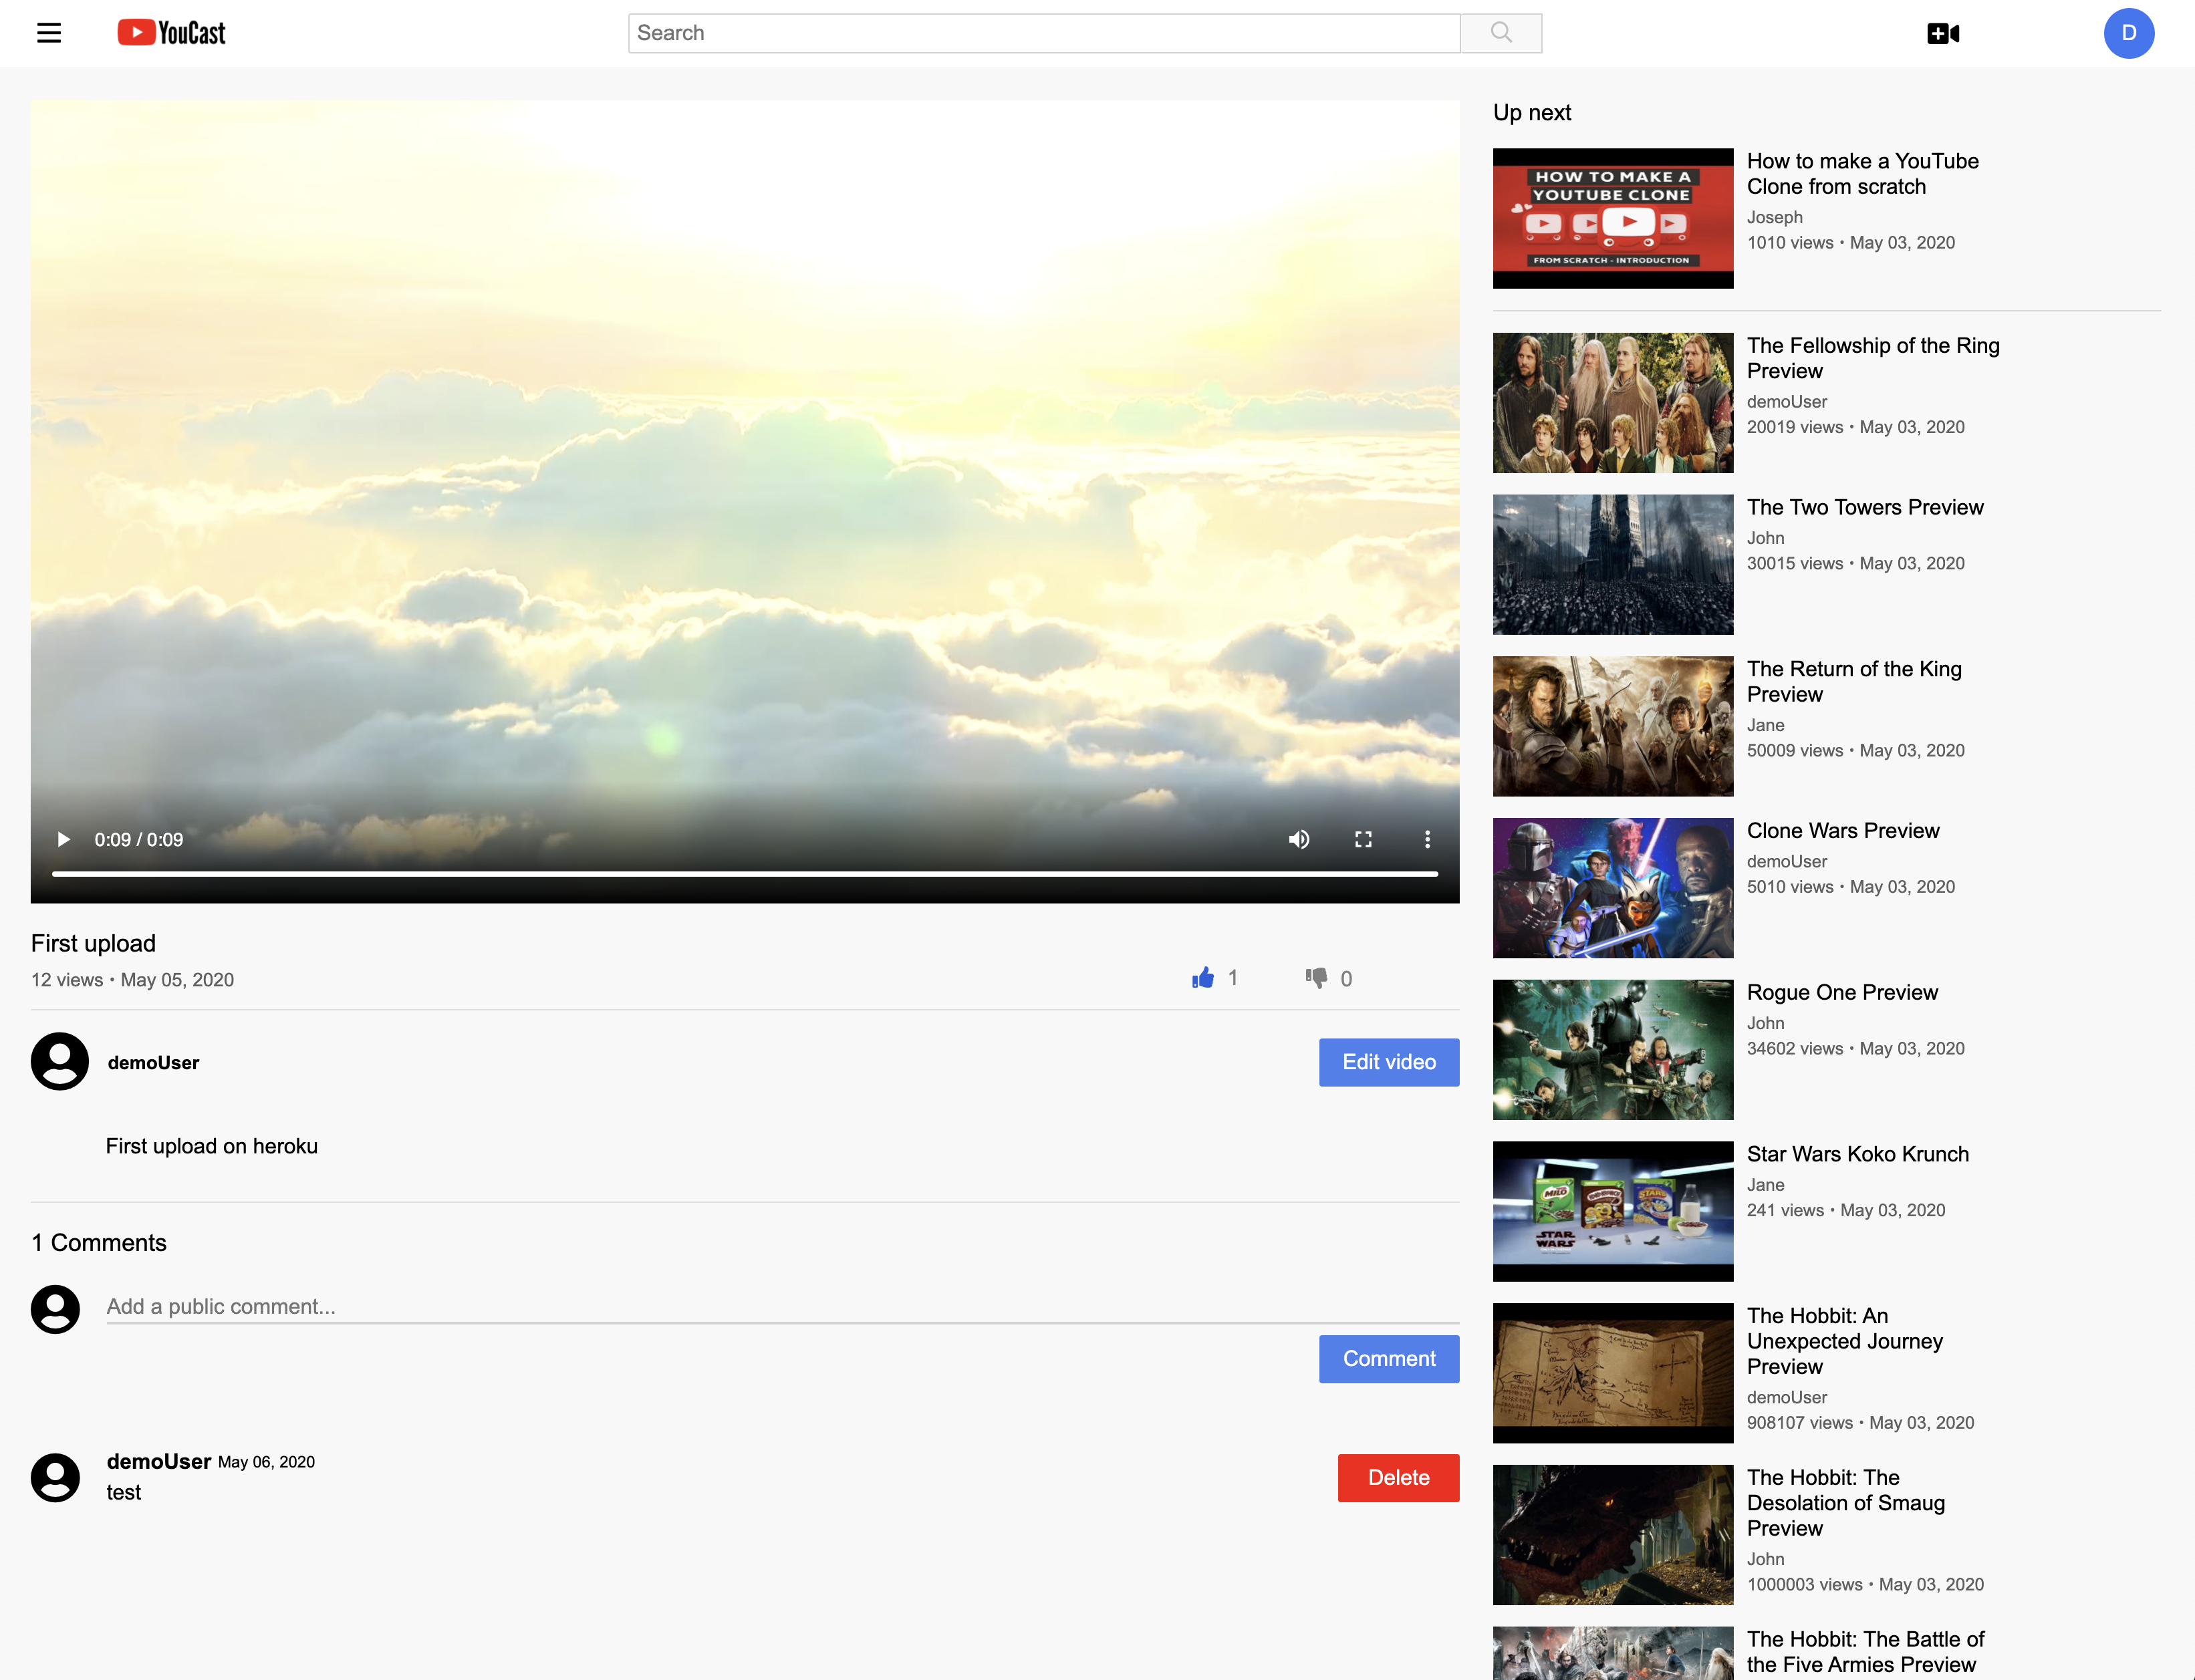 YouCast
Search
D
0:09 / 0:09
First upload
12 views • May 05, 2020
1
0
demoUser
Edit video
First upload on heroku
1 Comments
Add a public comment...
Comment
demoUser May 06, 2020
test
Delete
Up next
HOW TO MAKE A
YOUTUBE CLONE
FROM SCRATCH - INTRODUCTION
How to make a YouTube
Clone from scratch
Joseph
1010 views • May 03, 2020
The Fellowship of the Ring
Preview
demoUser
20019 views • May 03, 2020
The Two Towers Preview
John
30015 views • May 03, 2020
The Return of the King
Preview
Jane
50009 views • May 03, 2020
Clone Wars Preview
demoUser
5010 views • May 03, 2020
Rogue One Preview
John
34602 views • May 03, 2020
MILO
STARS
STAR
WARS
Star Wars Koko Krunch
Jane
241 views • May 03, 2020
The Hobbit: An
Unexpected Journey
Preview
demoUser
908107 views • May 03, 2020
The Hobbit: The
Desolation of Smaug
Preview
John
1000003 views • May 03, 2020
The Hobbit: The Battle of
the Five Armies Preview